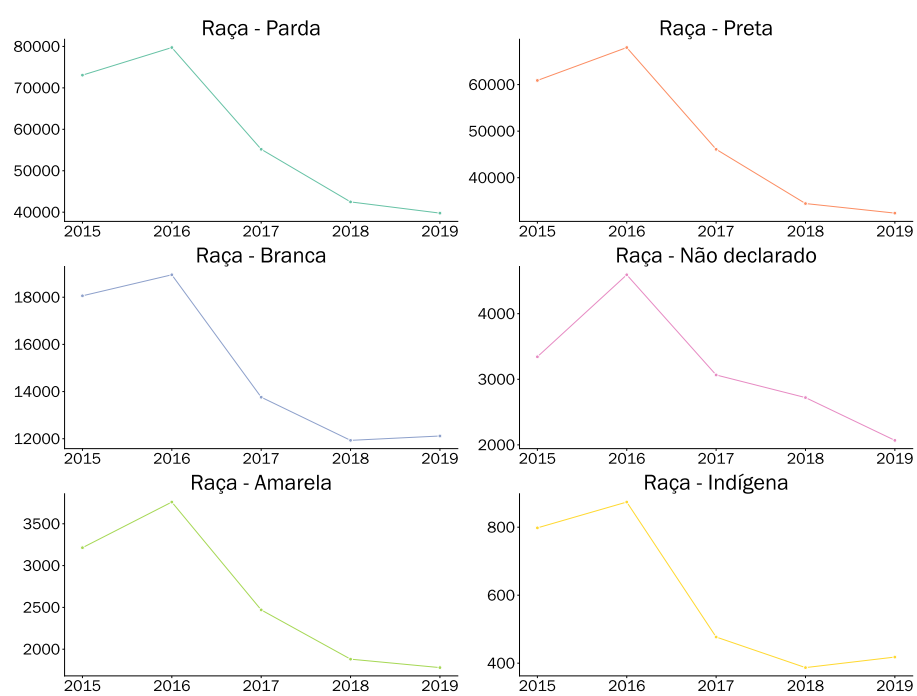 Raça - Parda
80000
70000
60000
50000
40000
2015 2016 2017 2018 2019
Raça - Preta
60000
50000
40000
2015 2016 2017 2018 2019
Raça - Branca
18000
16000
14000
12000
2015 2016 2017 2018 2019
Raça - Não declarado
4000
3000
2000
2015 2016 2017 2018 2019
Raça - Amarela
3500
3000
2500
2000
2015 2016 2017 2018 2019
Raça - Indígena
800
600
400
2015 2016 2017 2018 2019